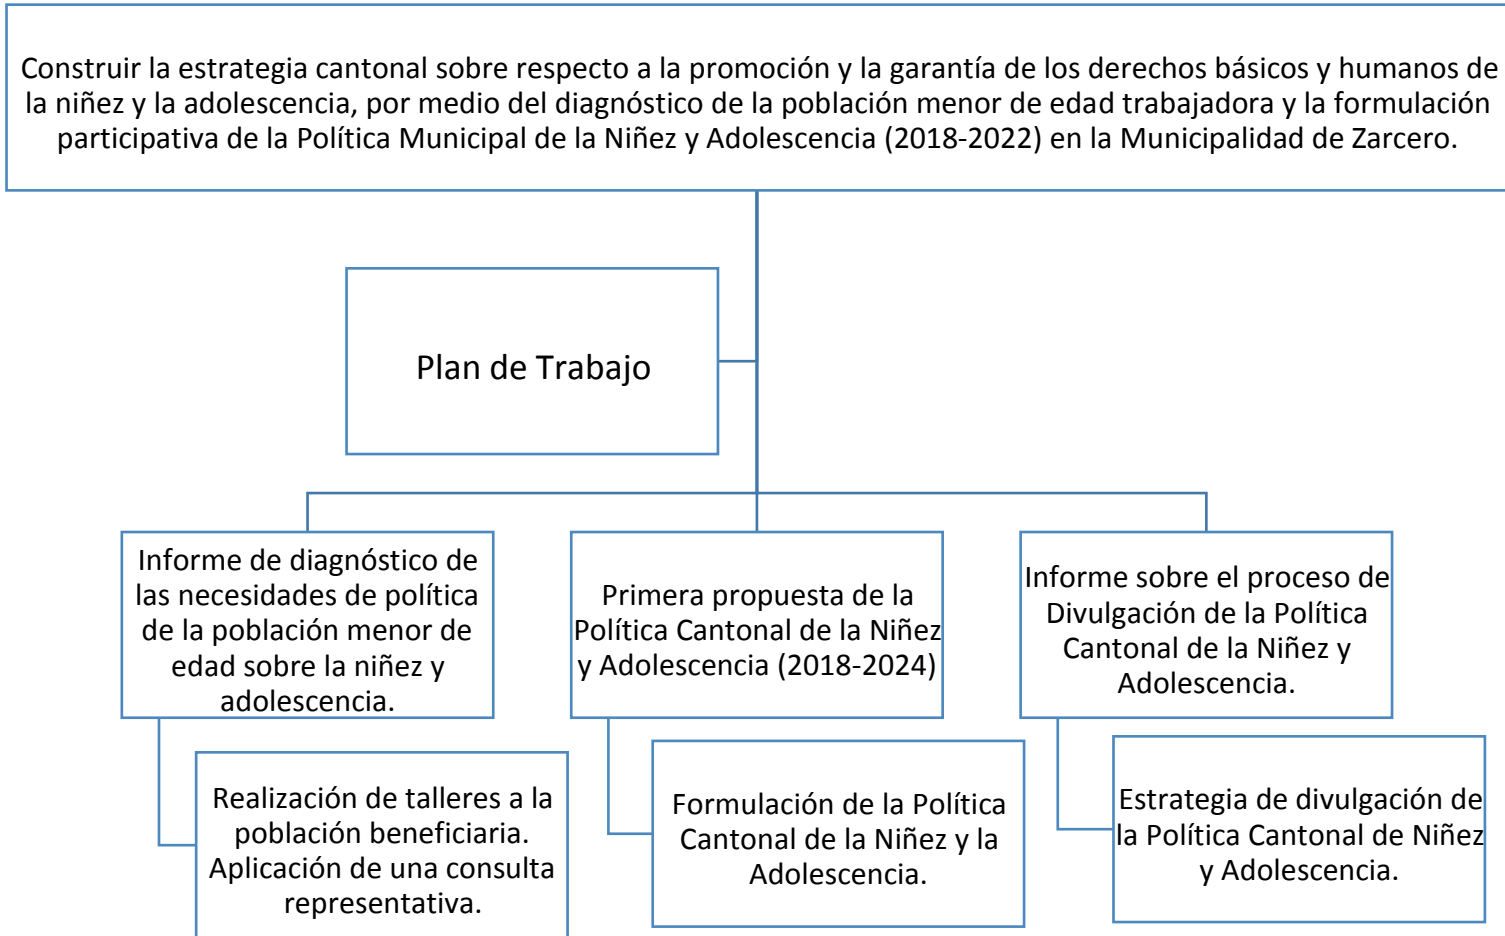 Construir la estrategia cantonal sobre respecto a la promoción y la garantía de los derechos básicos y humanos de
la niñez y la adolescencia, por medio del diagnóstico de la población menor de edad trabajadora y la formulación
participativa de la Política Municipal de la Niñez y Adolescencia (2018-2022) en la Municipalidad de Zarcero.
Plan de Trabajo
Informe de diagnóstico de
las necesidades de política
de la población menor de
edad sobre la niñez y
adolescencia.
Realización de talleres a la
población beneficiaria.
Aplicación de una consulta
representativa.
Primera propuesta de la
Política Cantonal de la Niñez
y Adolescencia (2018-2024)
Formulación de la Política
Cantonal de la Niñez y la
Adolescencia.
Informe sobre el proceso de
Divulgación de la Política
Cantonal de la Niñez y
Adolescencia.
Estrategia de divulgación de
la Política Cantonal de Niñez
y Adolescencia.